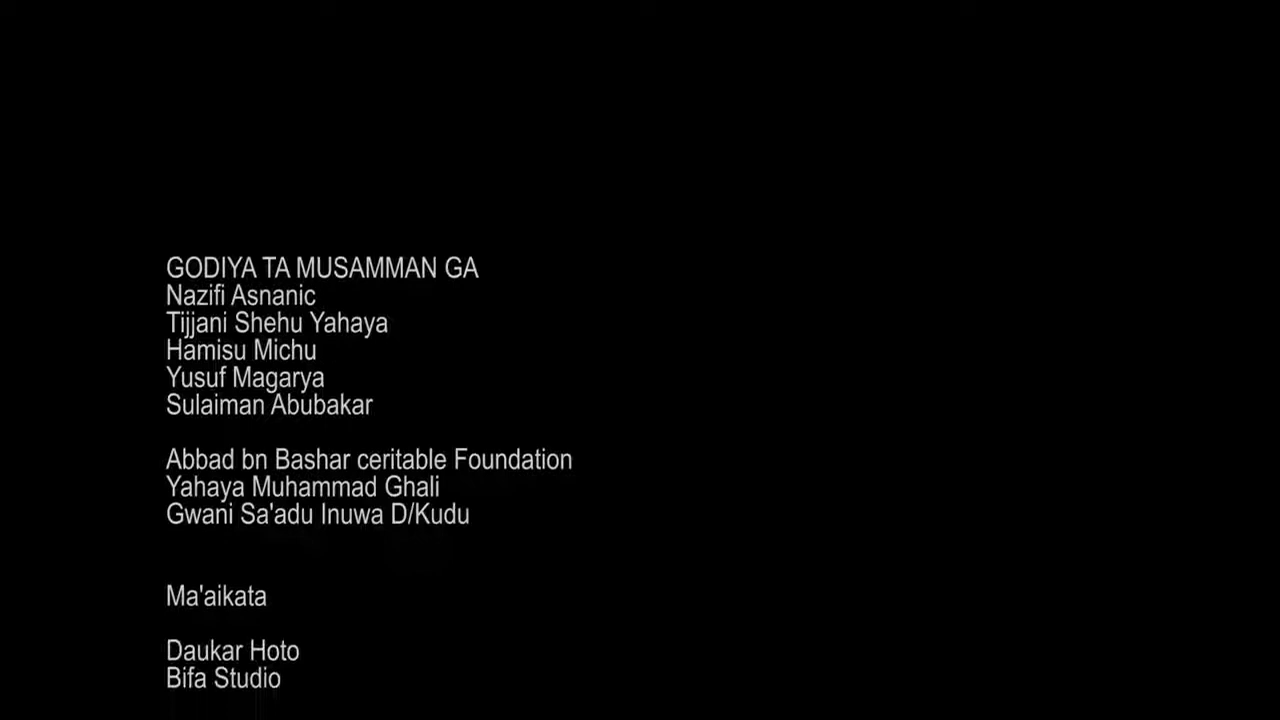 GODIYA TA MUSAMMAN GA
Nazifi Asnanic
Tijjani Shehu Yahaya
Hamisu Michu
Yusuf Magarya
Sulaiman Abubakar
Abbad bn Bashar ceritable Foundation
Yahaya Muhammad Ghali
Gwani Sa'adu Inuwa D/Kudu
Ma'aikata
Daukar Hoto
Bifa Studio